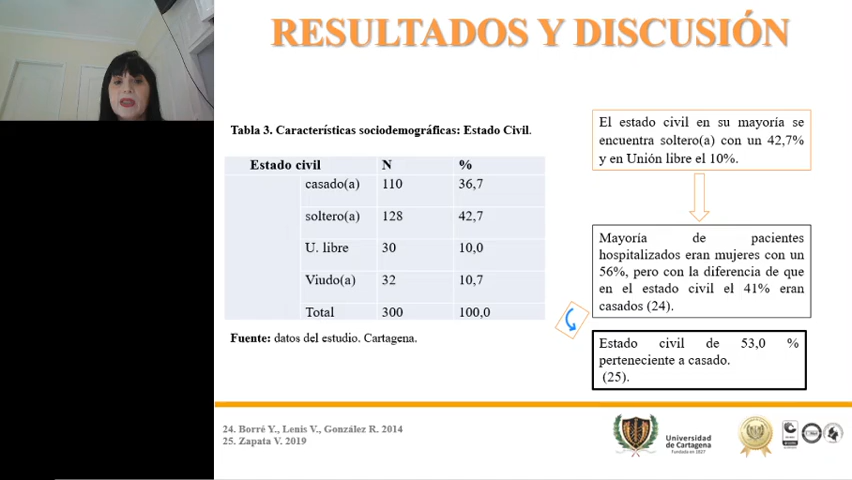 RESULTADOS Y DISCUSIÓN
Tabla 3. Características sociodemográficas: Estado Civil.
Estado civil N %
casado(a) 110 36,7
soltero(a) 128 42,7
U. libre 30 10,0
Viudo(a) 32 10,7
Total 300 100,0
Fuente: datos del estudio. Cartagena.
El estado civil en su mayoría se
encuentra soltero(a) con un 42,7%
y en Unión libre el 10%.
Mayoría de pacientes
hospitalizados eran mujeres con un
56%, pero con la diferencia de que
en el estado civil el 41% eran
casados (24).
Estado civil de 53,0 %
perteneciente a casado.
(25).
24. Borré Y., Lenis V., González R. 2014
25. Zapata V. 2019
Universidad
de Cartagena
Fundada en 1827